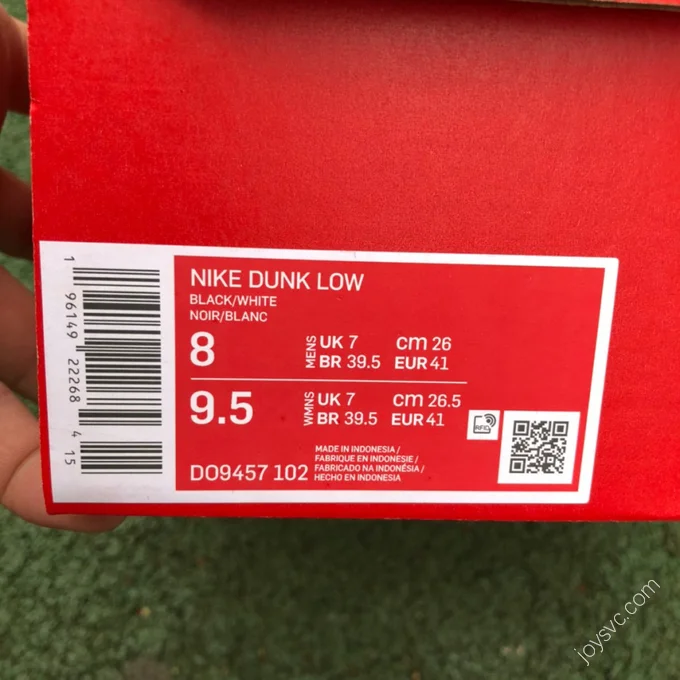 NIKE DUNK LOW
BLACK/WHITE
NOIR/BLANC
8 MENS UK 7 cm 26
BR 39.5 EUR 41
9.5 WMNS UK 7 cm 26.5
BR 39.5 EUR 41
RFID
DO9457 102
MADE IN INDONESIA/
FABRIQUE EN INDONESIE/
FABRICADO NA INDONÉSIA/
HECHO EN INDONESIA
1 96149 22268 4 15
joysvc.com